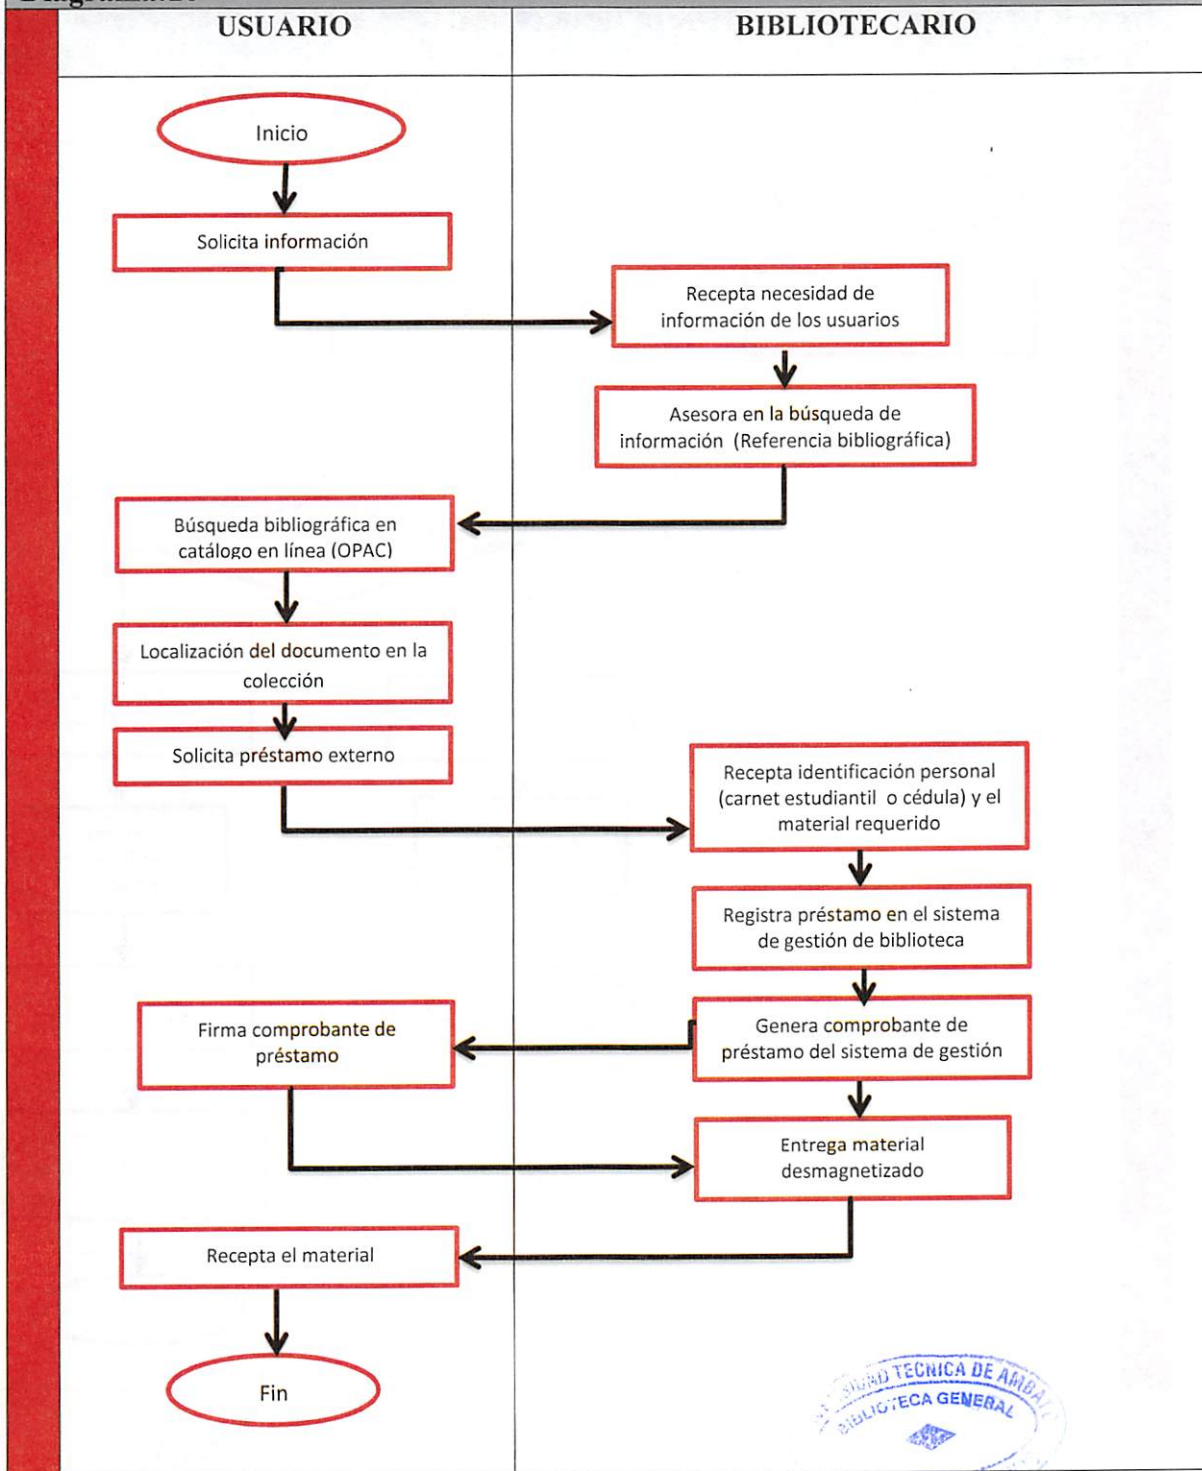 USUARIO
BIBLIOTECARIO
Inicio
Solicita información
Recepta necesidad de
información de los usuarios
Asesora en la búsqueda de
información (Referencia bibliográfica)
Búsqueda bibliográfica en
catálogo en línea (OPAC)
Localización del documento en la
colección
Solicita préstamo externo
Recepta identificación personal
(carnet estudiantil o cédula) y el
material requerido
Registra préstamo en el sistema
de gestión de biblioteca
Genera comprobante de
préstamo del sistema de gestión
Firma comprobante de
préstamo
Entrega material
desmagnetizado
Recepta el material
Fin
TECNICA DE
BIBLIOTECA GENERAL